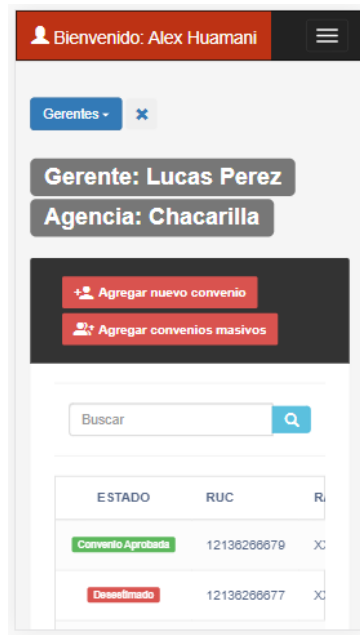 Bienvenido: Alex Huamani
Gerentes
Gerente: Lucas Perez
Agencia: Chacarilla
Agregar nuevo convenio
Agregar convenios masivos
Buscar
ESTADO RUC
Convenio Aprobada 12136266679
Desestimado 12136266677